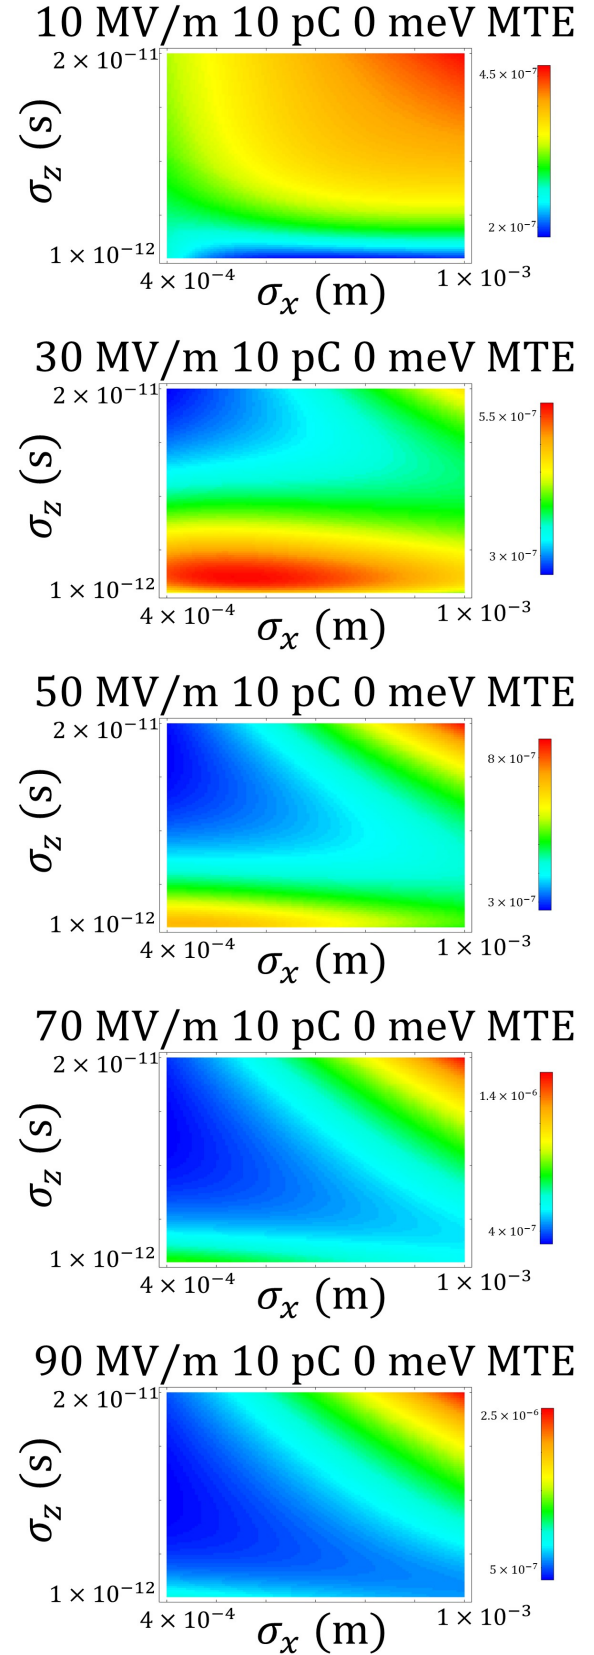 10 MV/m 10 pC 0 meV MTE
2 × 10⁻¹¹
4.5 × 10⁻⁷
σz (s)
2 × 10⁻⁷
1 × 10⁻¹²
4 × 10⁻⁴ σx (m) 1 × 10⁻³
30 MV/m 10 pC 0 meV MTE
2 × 10⁻¹¹
5.5 × 10⁻⁷
σz (s)
3 × 10⁻⁷
1 × 10⁻¹²
4 × 10⁻⁴ σx (m) 1 × 10⁻³
50 MV/m 10 pC 0 meV MTE
2 × 10⁻¹¹
8 × 10⁻⁷
σz (s)
3 × 10⁻⁷
1 × 10⁻¹²
4 × 10⁻⁴ σx (m) 1 × 10⁻³
70 MV/m 10 pC 0 meV MTE
2 × 10⁻¹¹
1.4 × 10⁻⁶
σz (s)
4 × 10⁻⁷
1 × 10⁻¹²
4 × 10⁻⁴ σx (m) 1 × 10⁻³
90 MV/m 10 pC 0 meV MTE
2 × 10⁻¹¹
2.5 × 10⁻⁶
σz (s)
5 × 10⁻⁷
1 × 10⁻¹²
4 × 10⁻⁴ σx (m) 1 × 10⁻³